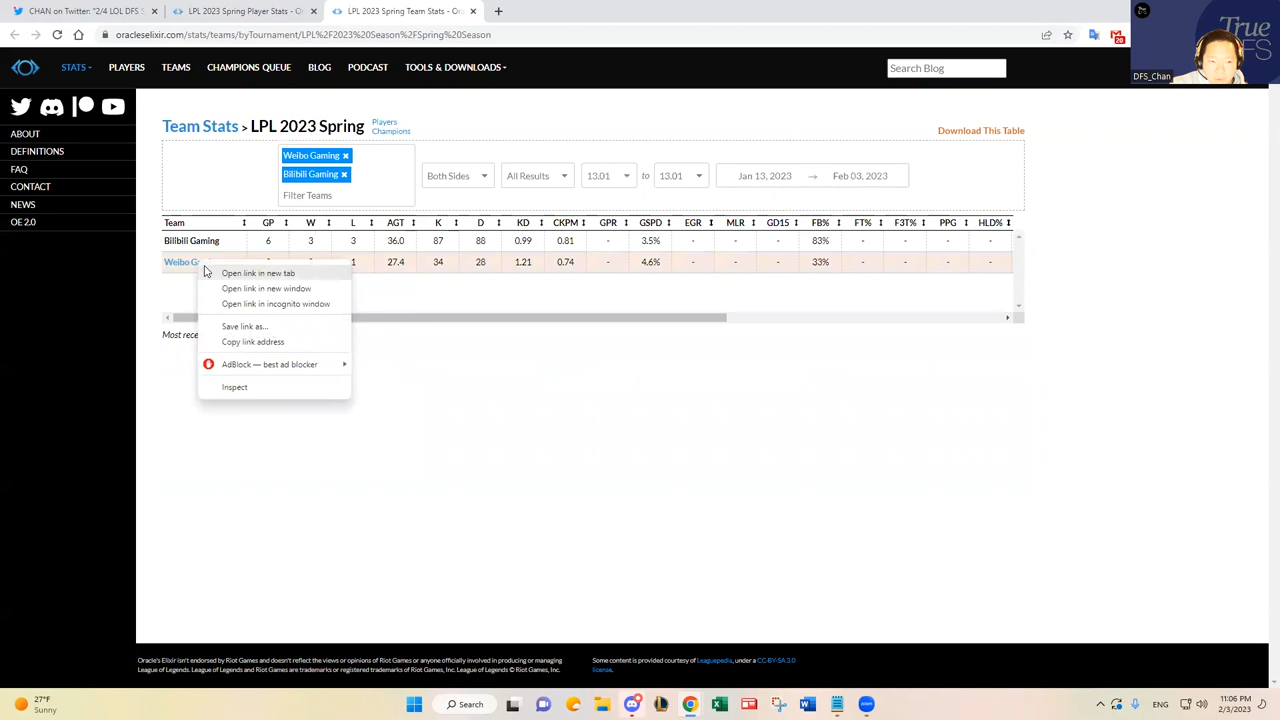 CHAN on Twitter: "2/4 LOL DFS S
LPL 2023 Spring Player Stats - Or
LPL 2023 Spring Team Stats - Ora
oracleselixir.com/stats/teams/byTournament/LPL%2F2023%20Season%2FSpring%20Season
20
True
DFS
DFS_Chan
STATS
PLAYERS
TEAMS
CHAMPIONS QUEUE
BLOG
PODCAST
TOOLS & DOWNLOADS
Search Blog
ABOUT
DEFINITIONS
FAQ
CONTACT
NEWS
OE 2.0
Team Stats > LPL 2023 Spring
Players
Champions
Download This Table
Weibo Gaming ×
Bilibili Gaming ×
Filter Teams
Both Sides
All Results
13.01 to 13.01
Jan 13, 2023 → Feb 03, 2023
Team GP W L AGT K D KD CKPM GPR GSPD EGR MLR GD15 FB% FT% F3T% PPG HLD%
Bilibili Gaming 6 3 3 36.0 87 88 0.99 0.81 - 3.5% - - - 83% - - - -
Weibo Ga 1 27.4 34 28 1.21 0.74 - 4.6% - - - 33% - - - -
Open link in new tab
Open link in new window
Open link in incognito window
Save link as...
Copy link address
AdBlock — best ad blocker
Inspect
Most rece
Oracle's Elixir isn't endorsed by Riot Games and doesn't reflect the views or opinions of Riot Games or anyone officially involved in producing or managing
League of Legends. League of Legends and Riot Games are trademarks or registered trademarks of Riot Games, Inc. League of Legends © Riot Games, Inc.
Some content is provided courtesy of Leaguepedia, under a CC-BY-SA 3.0
license.
27°F
Sunny
Search
ENG
11:06 PM
2/3/2023